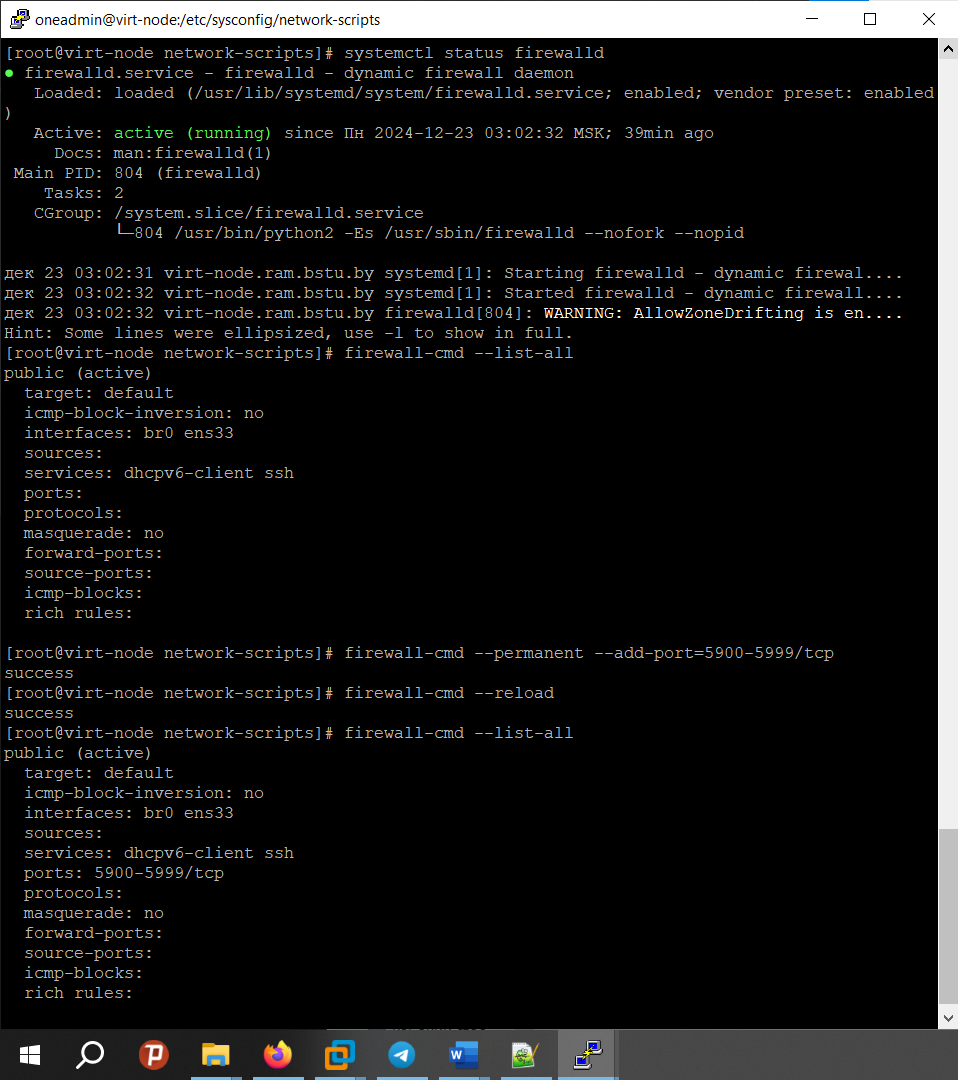 oneadmin@virt-node:/etc/sysconfig/network-scripts
[root@virt-node network-scripts]# systemctl status firewalld
● firewalld.service - firewalld - dynamic firewall daemon
   Loaded: loaded (/usr/lib/systemd/system/firewalld.service; enabled; vendor preset: enabled
)
   Active: active (running) since Пн 2024-12-23 03:02:32 MSK; 39min ago
     Docs: man:firewalld(1)
 Main PID: 804 (firewalld)
    Tasks: 2
   CGroup: /system.slice/firewalld.service
           └─804 /usr/bin/python2 -Es /usr/sbin/firewalld --nofork --nopid

дек 23 03:02:31 virt-node.ram.bstu.by systemd[1]: Starting firewalld - dynamic firewal....
дек 23 03:02:32 virt-node.ram.bstu.by systemd[1]: Started firewalld - dynamic firewall....
дек 23 03:02:32 virt-node.ram.bstu.by firewalld[804]: WARNING: AllowZoneDrifting is en....
Hint: Some lines were ellipsized, use -l to show in full.
[root@virt-node network-scripts]# firewall-cmd --list-all
public (active)
  target: default
  icmp-block-inversion: no
  interfaces: br0 ens33
  sources:
  services: dhcpv6-client ssh
  ports:
  protocols:
  masquerade: no
  forward-ports:
  source-ports:
  icmp-blocks:
  rich rules:

[root@virt-node network-scripts]# firewall-cmd --permanent --add-port=5900-5999/tcp
success
[root@virt-node network-scripts]# firewall-cmd --reload
success
[root@virt-node network-scripts]# firewall-cmd --list-all
public (active)
  target: default
  icmp-block-inversion: no
  interfaces: br0 ens33
  sources:
  services: dhcpv6-client ssh
  ports: 5900-5999/tcp
  protocols:
  masquerade: no
  forward-ports:
  source-ports:
  icmp-blocks:
  rich rules: